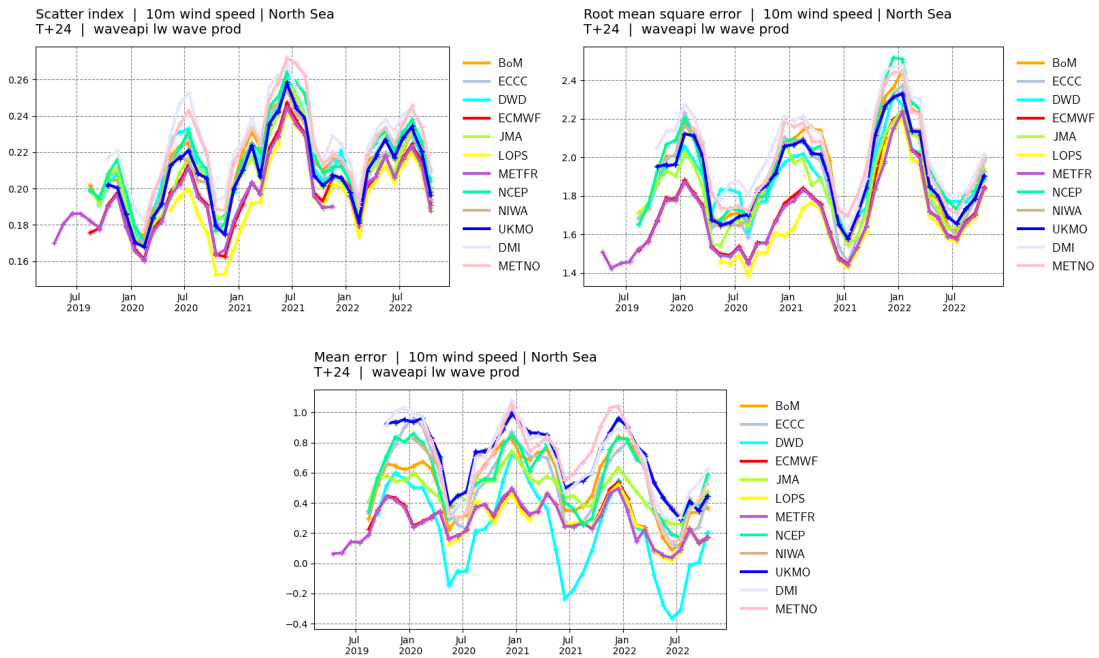 Scatter index | 10m wind speed | North Sea
T+24 | waveapi lw wave prod
0.26
0.24
0.22
0.20
0.18
0.16
Jul
2019
Jan
2020
Jul
2020
Jan
2021
Jul
2021
Jan
2022
Jul
2022
BoM
ECCC
DWD
ECMWF
JMA
LOPS
METFR
NCEP
NIWA
UKMO
DMI
METNO
Root mean square error | 10m wind speed | North Sea
T+24 | waveapi lw wave prod
2.4
2.2
2.0
1.8
1.6
1.4
Jul
2019
Jan
2020
Jul
2020
Jan
2021
Jul
2021
Jan
2022
Jul
2022
BoM
ECCC
DWD
ECMWF
JMA
LOPS
METFR
NCEP
NIWA
UKMO
DMI
METNO
Mean error | 10m wind speed | North Sea
T+24 | waveapi lw wave prod
1.0
0.8
0.6
0.4
0.2
0.0
−0.2
−0.4
Jul
2019
Jan
2020
Jul
2020
Jan
2021
Jul
2021
Jan
2022
Jul
2022
BoM
ECCC
DWD
ECMWF
JMA
LOPS
METFR
NCEP
NIWA
UKMO
DMI
METNO